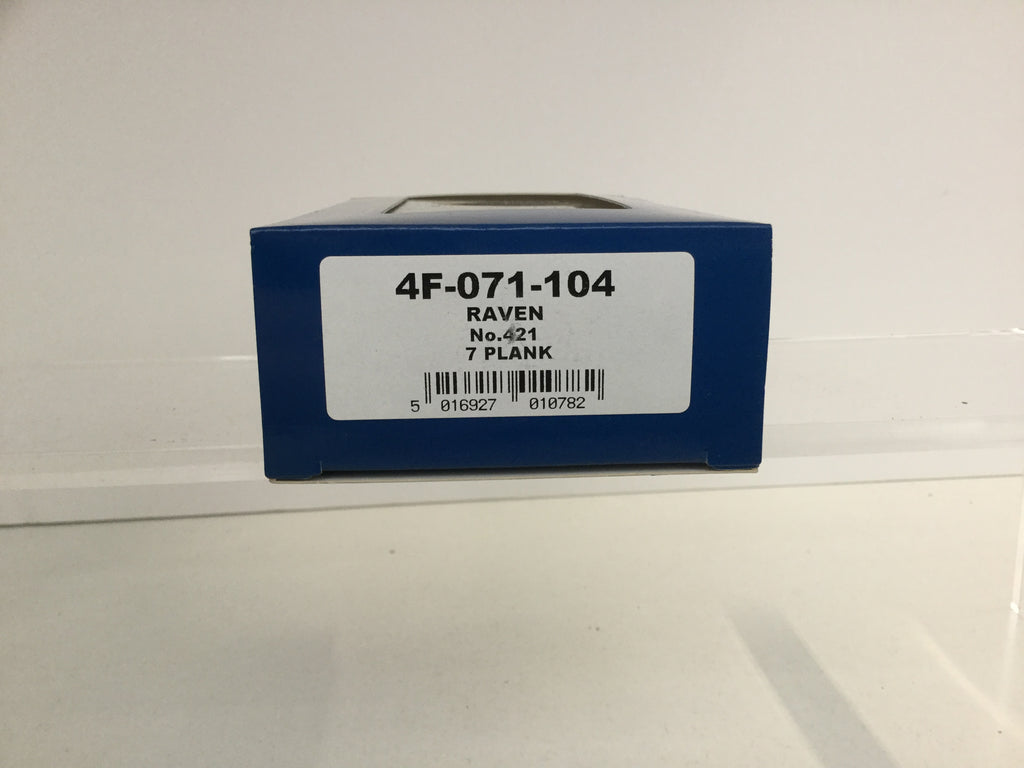 4F-071-104
RAVEN
No.421
7 PLANK
5 016927 010782